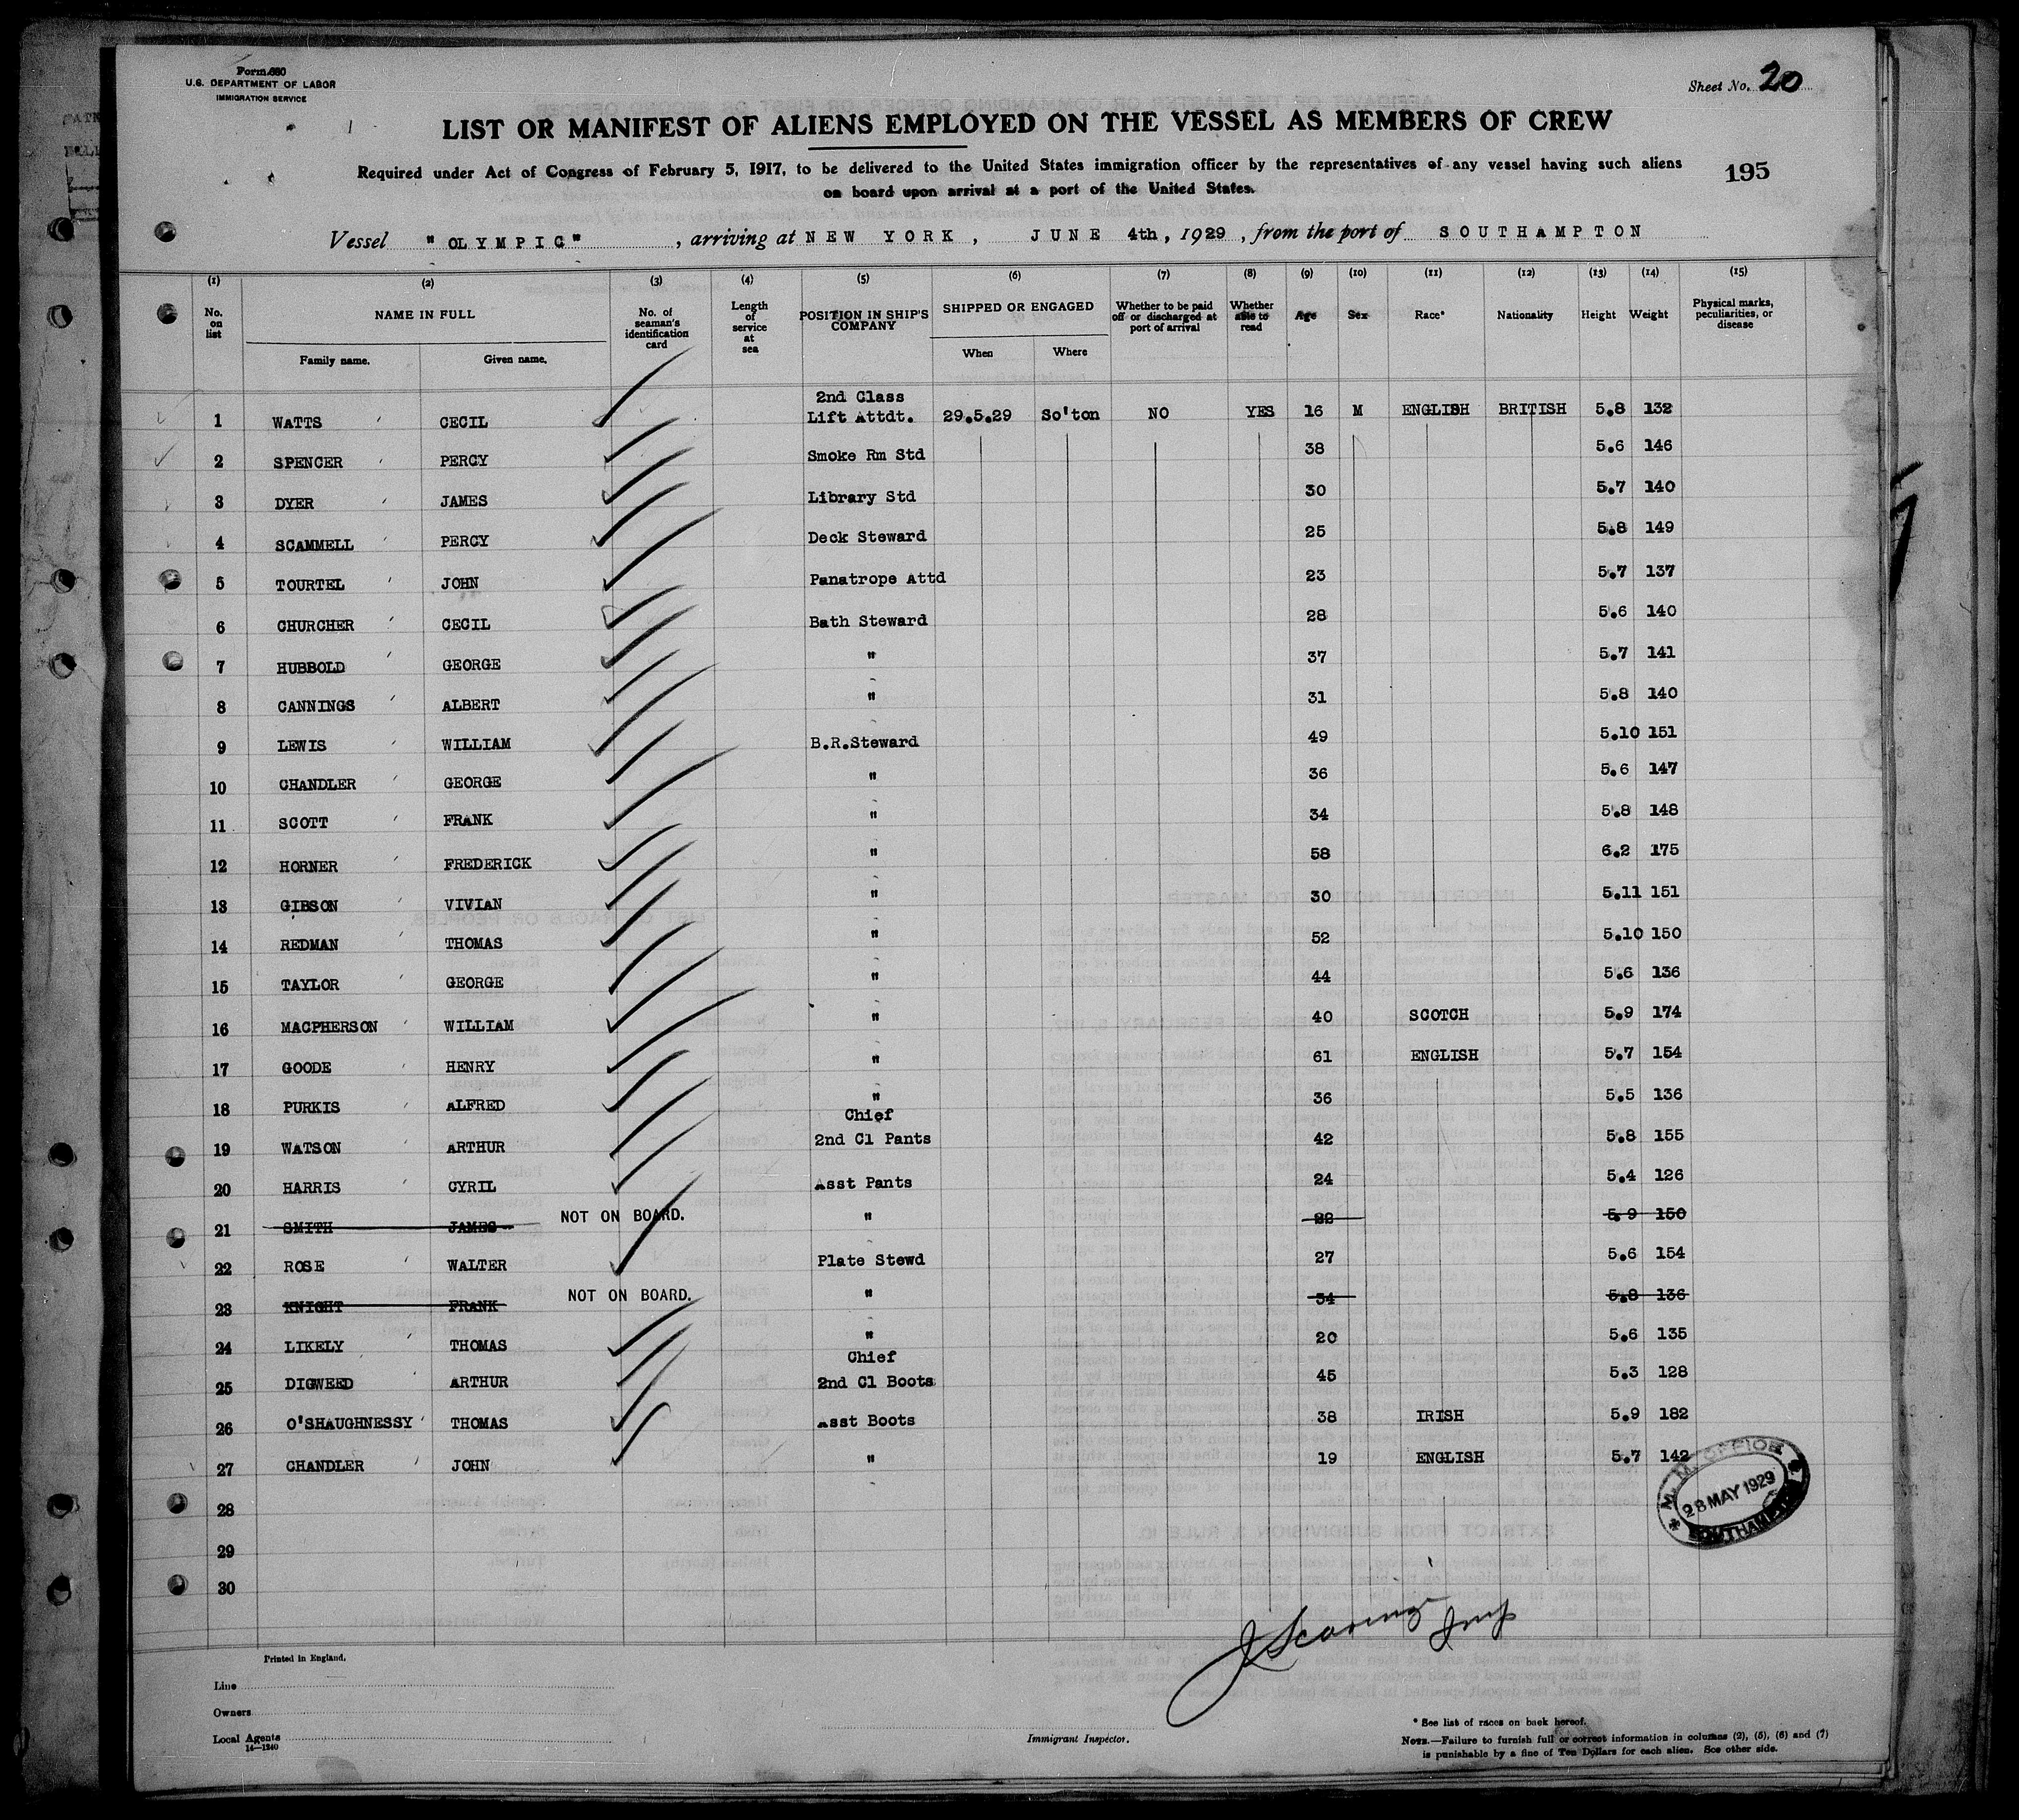 Form 680
U.S. DEPARTMENT OF LABOR
IMMIGRATION SERVICE
Sheet No. 20
LIST OR MANIFEST OF ALIENS EMPLOYED ON THE VESSEL AS MEMBERS OF CREW
Required under Act of Congress of February 5, 1917, to be delivered to the United States immigration officer by the representatives of any vessel having such aliens
on board upon arrival at a port of the United States.
195
Vessel "OLYMPIC", arriving at NEW YORK, JUNE 4th, 1929, from the port of SOUTHAMPTON
(1) (2) (3) (4) (5) (6) (7) (8) (9) (10) (11) (12) (13) (14) (15)
No. on list NAME IN FULL No. of seaman's identification card Length of service at sea POSITION IN SHIP'S COMPANY SHIPPED OR ENGAGED Whether to be paid off or discharged at port of arrival Whether able to read Age Sex Race* Nationality Height Weight Physical marks, peculiarities, or disease
Family name. Given name. When Where
1 WATTS CECIL 2nd Class Lift Attdt. 29.5.29 So'ton NO YES 16 M ENGLISH BRITISH 5.8 132
2 SPENCER PERCY Smoke Rm Std 38 5.6 146
3 DYER JAMES Library Std 30 5.7 140
4 SCAMMELL PERCY Deck Steward 25 5.8 149
5 TOURTEL JOHN Panatrope Attd 23 5.7 137
6 CHURCHER CECIL Bath Steward 28 5.6 140
7 HUBBOLD GEORGE " 37 5.7 141
8 CANNINGS ALBERT " 31 5.8 140
9 LEWIS WILLIAM B.R.Steward 49 5.10 151
10 CHANDLER GEORGE " 36 5.6 147
11 SCOTT FRANK " 34 5.8 148
12 HORNER FREDERICK " 58 6.2 175
13 GIBSON VIVIAN " 30 5.11 151
14 REDMAN THOMAS " 52 5.10 150
15 TAYLOR GEORGE " 44 5.6 136
16 MACPHERSON WILLIAM " 40 SCOTCH 5.9 174
17 GOODE HENRY " 61 ENGLISH 5.7 154
18 PURKIS ALFRED " 36 5.5 136
19 WATSON ARTHUR Chief 2nd Cl Pants 42 5.8 155
20 HARRIS CYRIL Asst Pants 24 5.4 126
21 SMITH JAMES NOT ON BOARD. " 5.9 150
22 ROSE WALTER Plate Stewd 27 5.6 154
23 KNIGHT FRANK NOT ON BOARD. " 34 5.8 136
24 LIKELY THOMAS " 20 5.6 135
25 DIGWEED ARTHUR Chief 2nd Cl Boots 45 5.3 128
26 O'SHAUGHNESSY THOMAS Asst Boots 38 IRISH 5.9 182
27 CHANDLER JOHN " 19 ENGLISH 5.7 142
28
29
30
M. M. OFFICE
28 MAY 1929
SOUTHAMPTON
Printed in England.
Line
Owners
Local Agents
14—1240
Immigrant Inspector.
* See list of races on back hereof.
NOTE.—Failure to furnish full or correct information in columns (2), (5), (6) and (7)
is punishable by a fine of Ten Dollars for each alien. See other side.